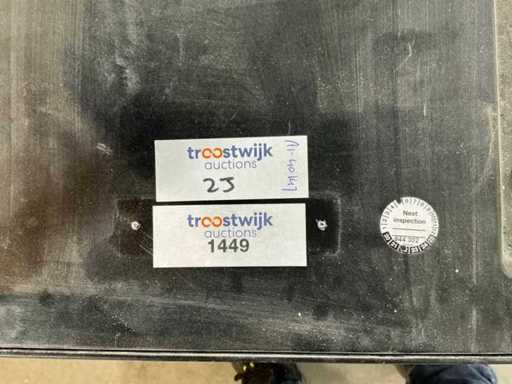 troostwijk
auctions
2J
troostwijk
auctions
1449
Next
inspection